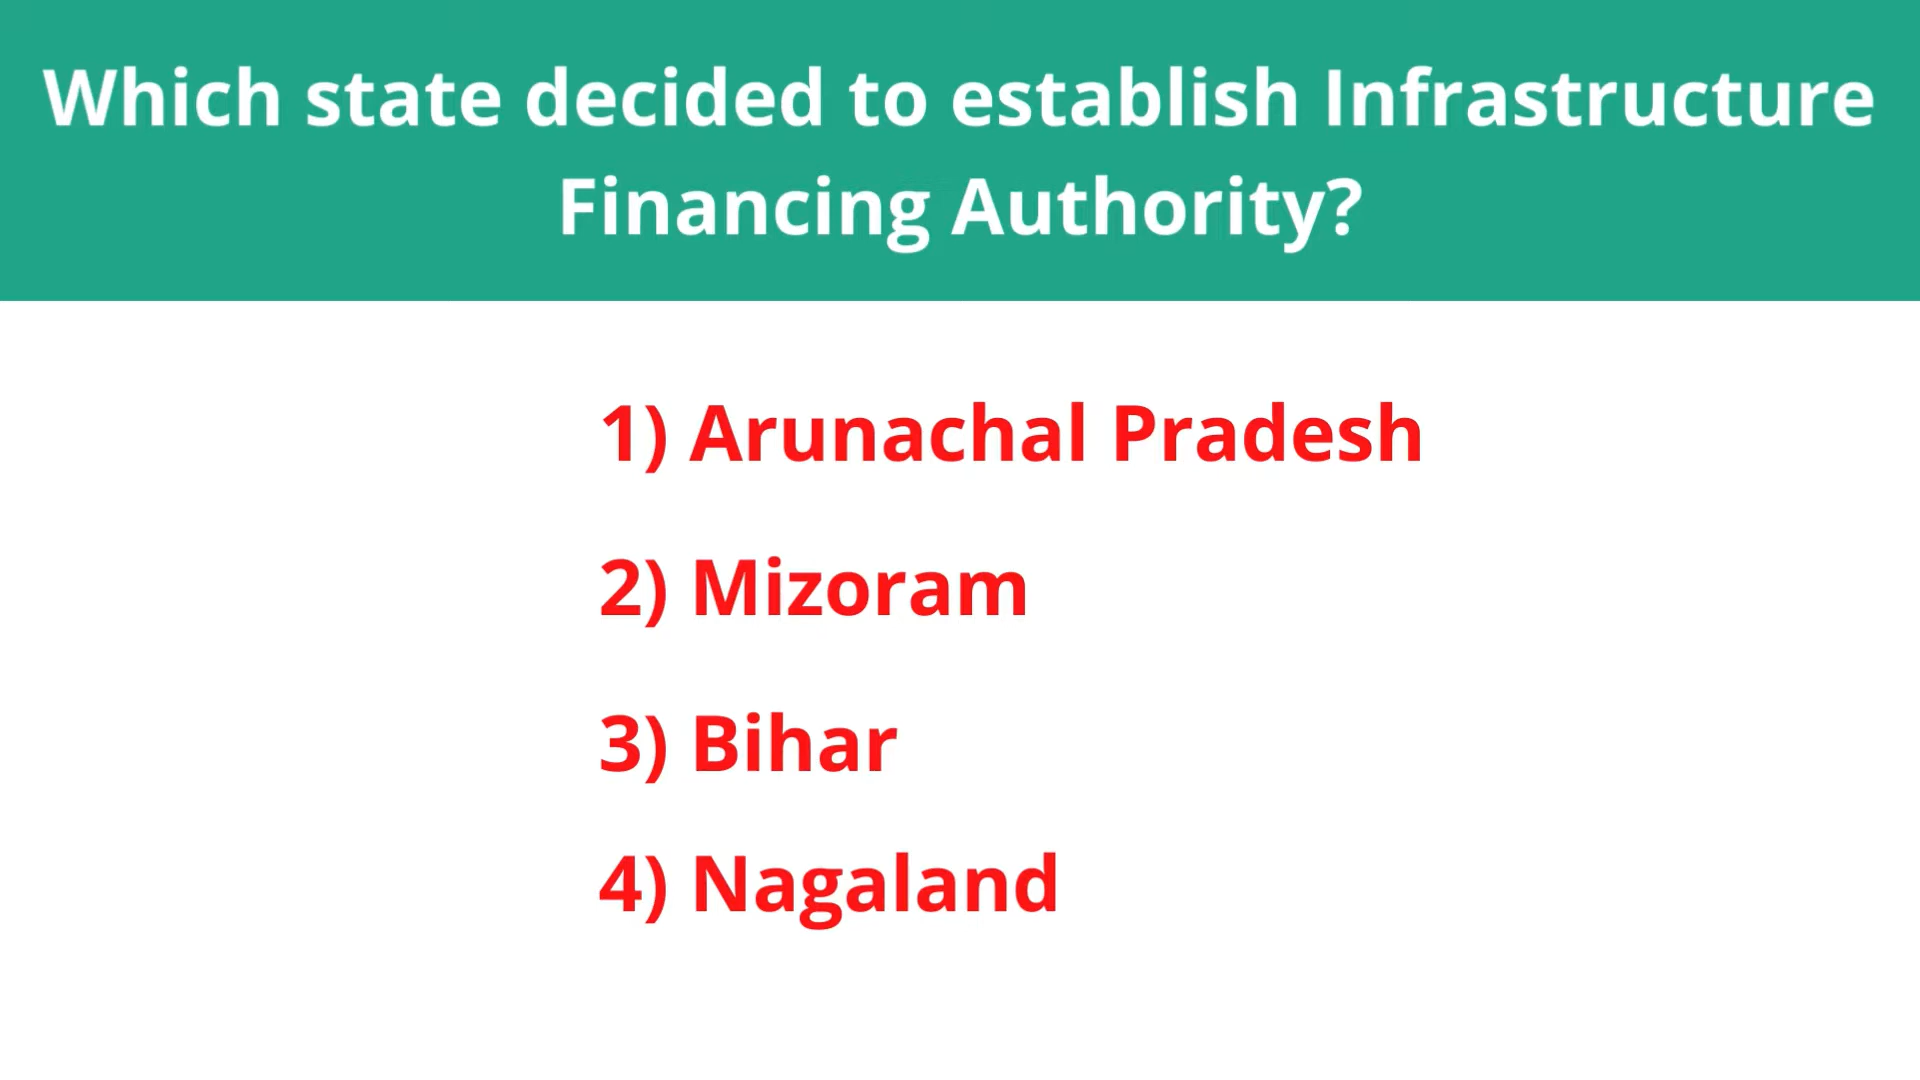 Which state decided to establish Infrastructure
Financing Authority?
1) Arunachal Pradesh
2) Mizoram
3) Bihar
4) Nagaland